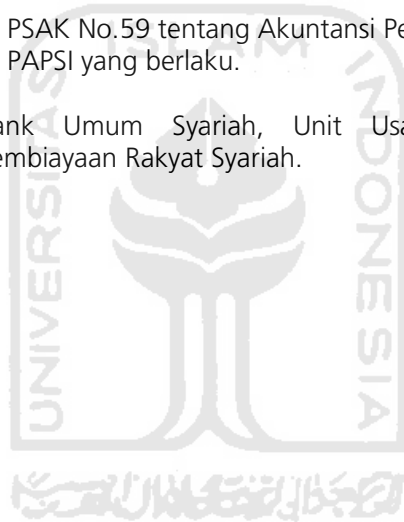 PSAK No.59 tentang Akuntansi Pe
PAPSI yang berlaku.
ank Umum Syariah, Unit Usa
embiayaan Rakyat Syariah.
ISLAM
UNIVERSITAS
INDONESIA